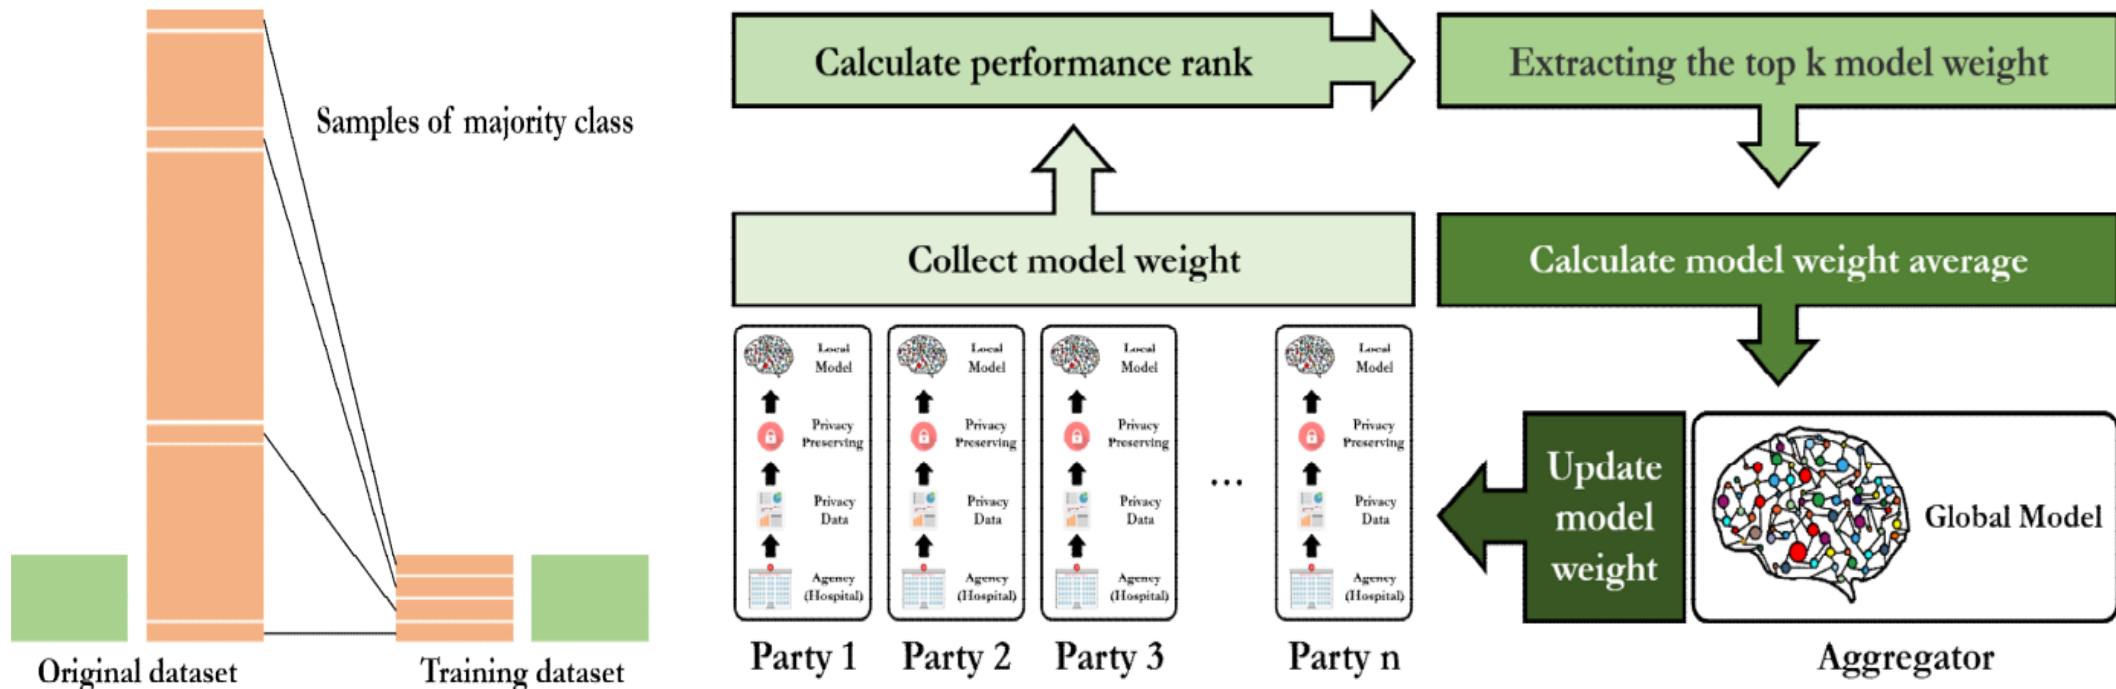 Samples of majority class
Original dataset
Training dataset
Calculate performance rank
Extracting the top k model weight
Collect model weight
Calculate model weight average
Local
Model
Privacy
Preserving
Privacy
Data
Agency
(Hospital)
Party 1
Local
Model
Privacy
Preserving
Privacy
Data
Agency
(Hospital)
Party 2
Local
Model
Privacy
Preserving
Privacy
Data
Agency
(Hospital)
Party 3
...
Local
Model
Privacy
Preserving
Privacy
Data
Agency
(Hospital)
Party n
Update
model
weight
Global Model
Aggregator